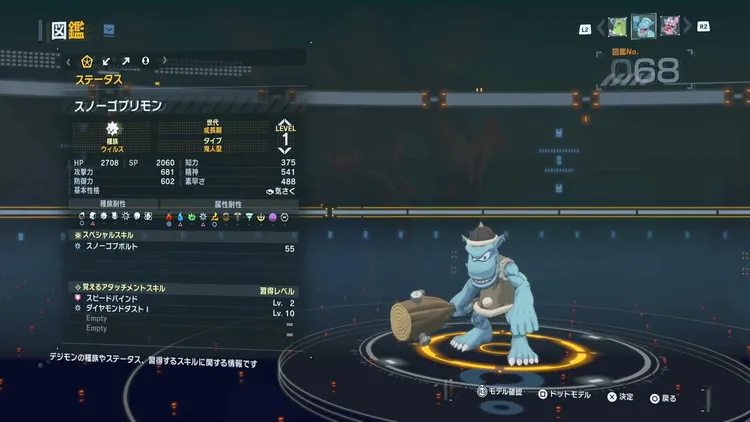 図鑑
L2
R2
図鑑No.
068
ステータス
スノーゴブリモン
種族
ウィルス
世代
成長期
タイプ
鬼人型
LEVEL
1
HP 2708 SP 2060 知力 375
攻撃力 681 精神 541
防御力 602 素早さ 488
基本性格 気さく
種族耐性 属性耐性
スペシャルスキル
スノーゴブボルト 55
覚えるアタッチメントスキル 習得レベル
スピードバインド Lv. 2
ダイヤモンドダストⅠ Lv. 10
Empty
Empty
デジモンの種族やステータス、習得するスキルに関する情報です
R3 モデル確認 ドットモデル 決定 戻る